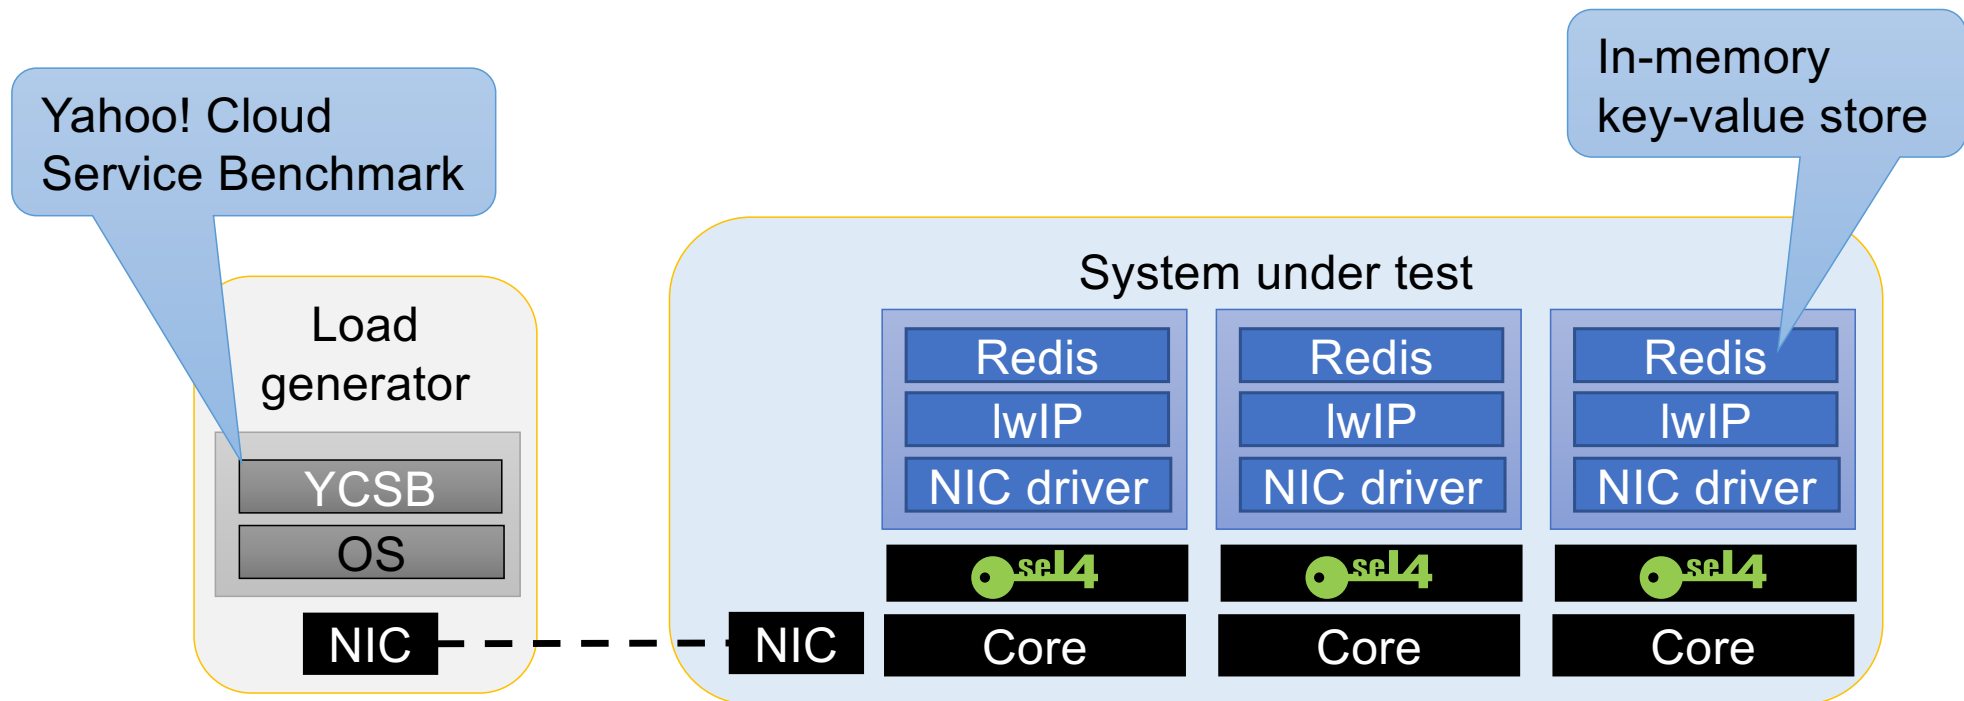 Yahoo! Cloud
Service Benchmark
In-memory
key-value store
Load
generator
YCSB
OS
NIC
System under test
Redis
Redis
Redis
lwIP
lwIP
lwIP
NIC driver
NIC driver
NIC driver
seL4
seL4
seL4
NIC
Core
Core
Core